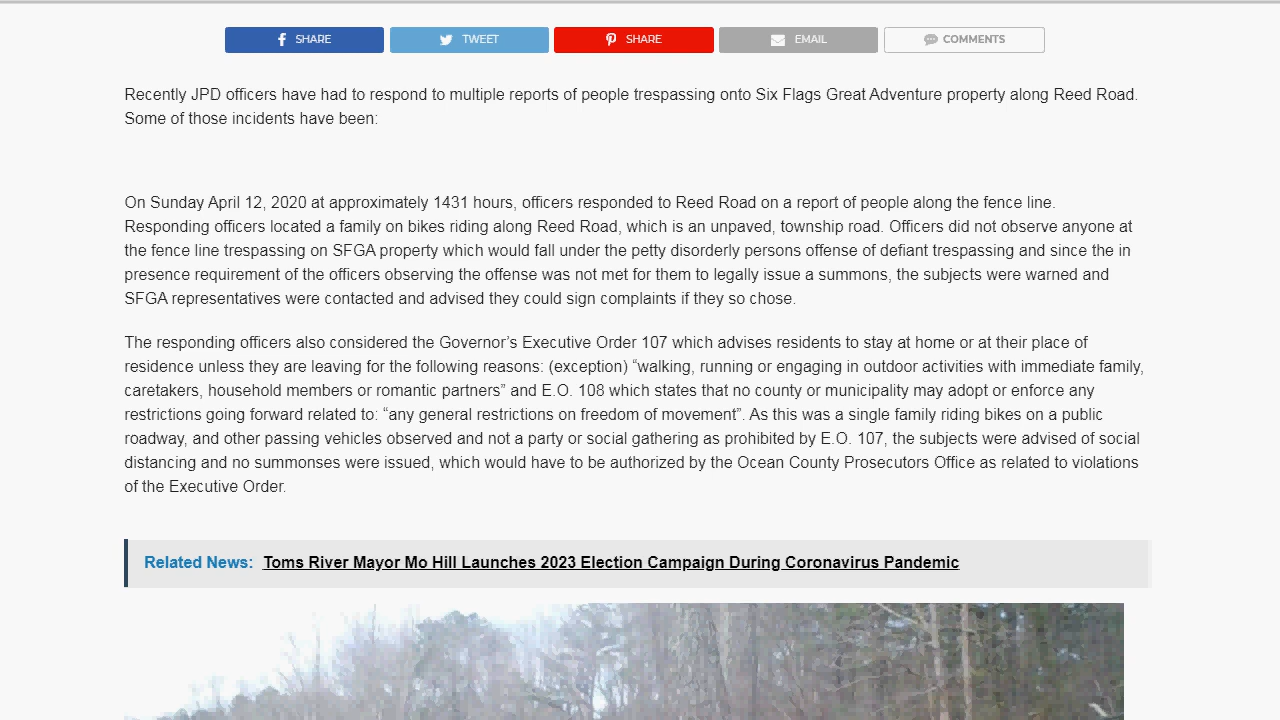 SHARE TWEET SHARE EMAIL COMMENTS
Recently JPD officers have had to respond to multiple reports of people trespassing onto Six Flags Great Adventure property along Reed Road.
Some of those incidents have been:
On Sunday April 12, 2020 at approximately 1431 hours, officers responded to Reed Road on a report of people along the fence line.
Responding officers located a family on bikes riding along Reed Road, which is an unpaved, township road. Officers did not observe anyone at
the fence line trespassing on SFGA property which would fall under the petty disorderly persons offense of defiant trespassing and since the in
presence requirement of the officers observing the offense was not met for them to legally issue a summons, the subjects were warned and
SFGA representatives were contacted and advised they could sign complaints if they so chose.
The responding officers also considered the Governor’s Executive Order 107 which advises residents to stay at home or at their place of
residence unless they are leaving for the following reasons: (exception) “walking, running or engaging in outdoor activities with immediate family,
caretakers, household members or romantic partners” and E.O. 108 which states that no county or municipality may adopt or enforce any
restrictions going forward related to: “any general restrictions on freedom of movement”. As this was a single family riding bikes on a public
roadway, and other passing vehicles observed and not a party or social gathering as prohibited by E.O. 107, the subjects were advised of social
distancing and no summonses were issued, which would have to be authorized by the Ocean County Prosecutors Office as related to violations
of the Executive Order.
Related News: Toms River Mayor Mo Hill Launches 2023 Election Campaign During Coronavirus Pandemic